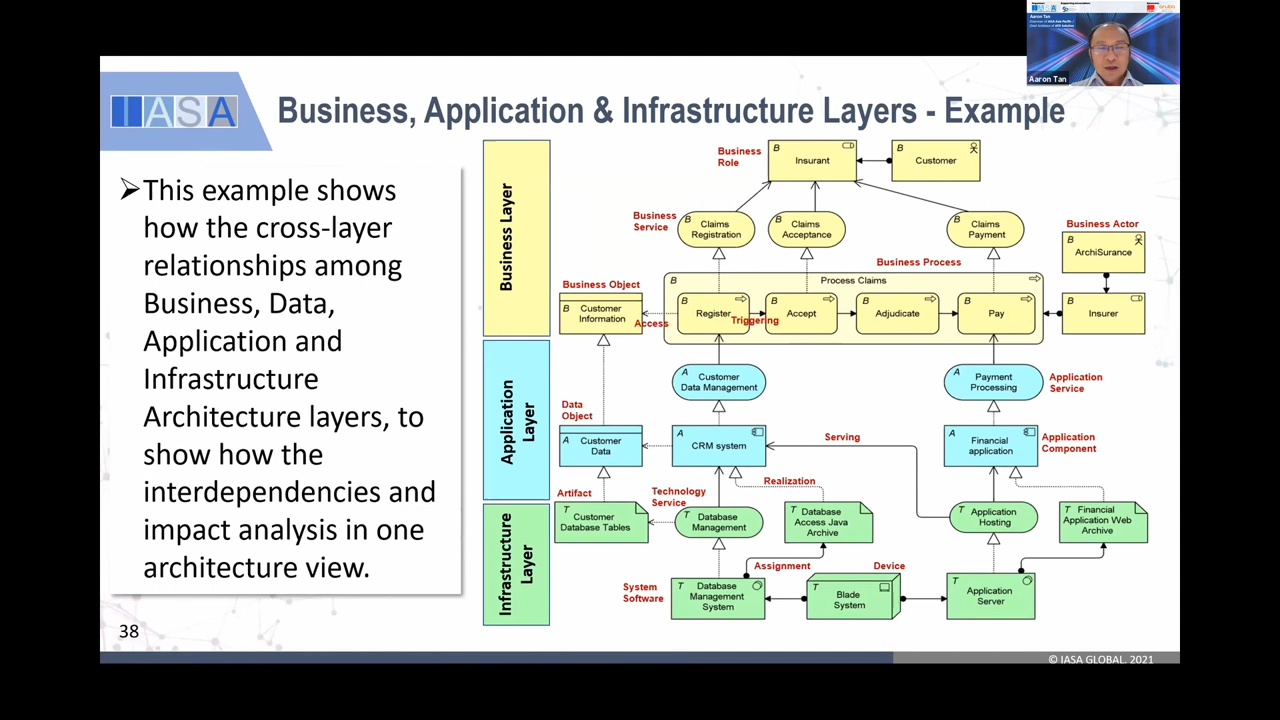 Aaron Tan
Aaron Tan
IASA
Business, Application & Infrastructure Layers - Example
➢This example shows
how the cross-layer
relationships among
Business, Data,
Application and
Infrastructure
Architecture layers, to
show how the
interdependencies and
impact analysis in one
architecture view.
38
Business Layer
Business
Role
B
Insurant
B
Customer
Business
Service
B
Claims
Registration
B
Claims
Acceptance
B
Claims
Payment
Business Actor
B
ArchiSurance
Business Process
Business Object
B
Customer
Information
Access
B
Process Claims
B
Register
Triggering
B
Accept
B
Adjudicate
B
Pay
B
Insurer
Application
Layer
A
Customer
Data Management
A
Payment
Processing
Application
Service
Data
Object
A
Customer
Data
A
CRM system
Serving
A
Financial
application
Application
Component
Infrastructure
Layer
Artifact
T
Customer
Database Tables
Technology
Service
T
Database
Management
Realization
T
Database
Access Java
Archive
T
Application
Hosting
T
Financial
Application Web
Archive
Assignment
Device
System
Software
T
Database
Management
System
T
Blade
System
T
Application
Server
© IASA GLOBAL. 2021